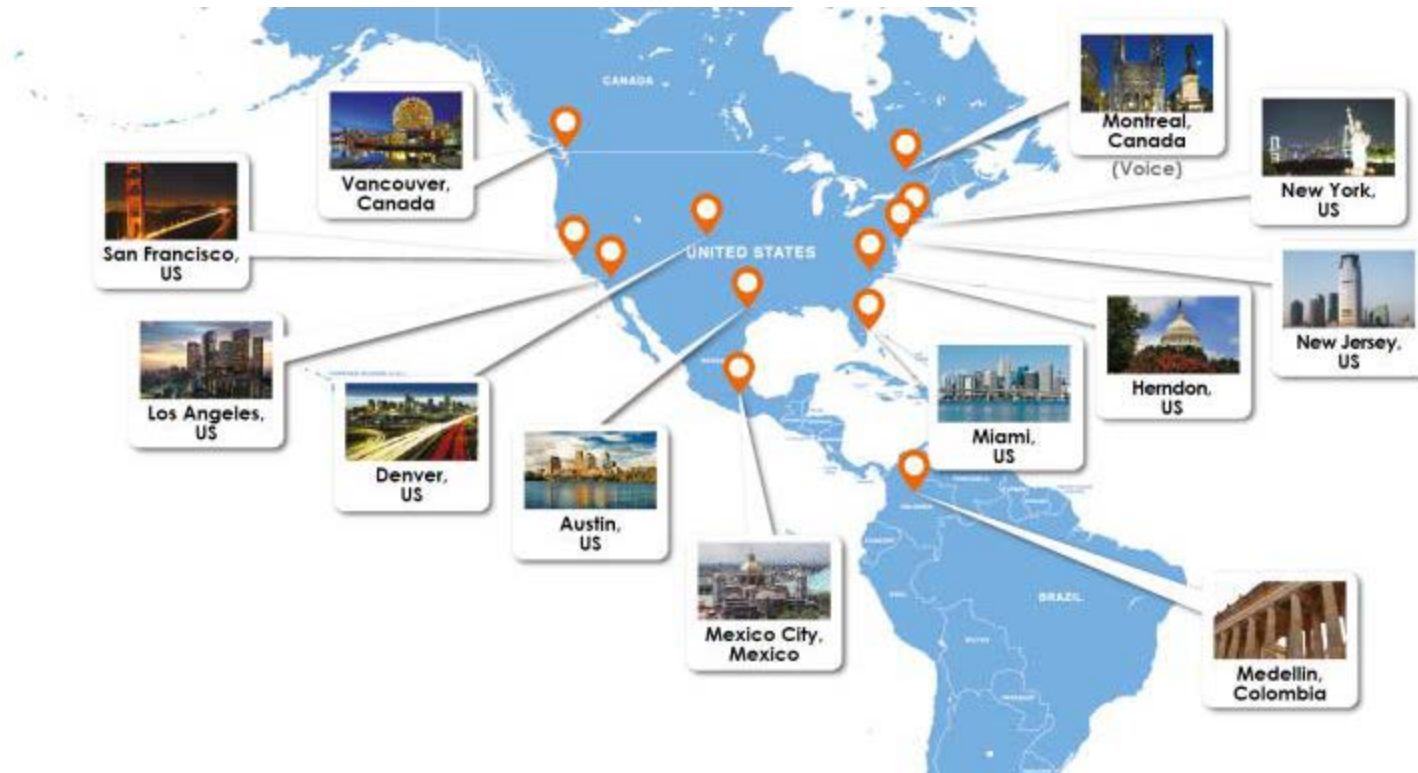 CANADA
Montreal,
Canada
(Voice)
Vancouver,
Canada
New York,
US
San Francisco,
US
UNITED STATES
New Jersey,
US
Herndon,
US
Los Angeles,
US
Miami,
US
Denver,
US
Austin,
US
BRAZIL
Mexico City,
Mexico
Medellin,
Colombia